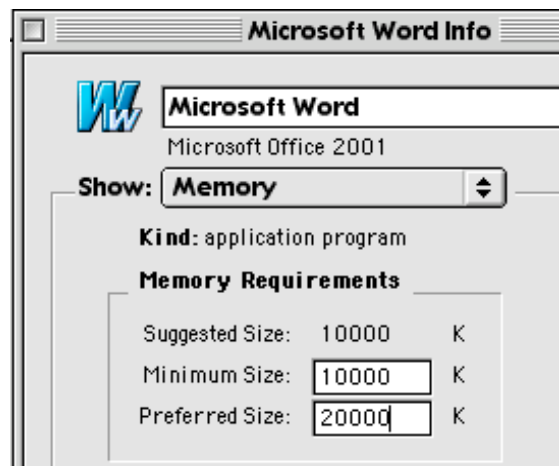 Microsoft Word Info
Microsoft Word
Microsoft Office 2001
Show: Memory
Kind: application program
Memory Requirements
Suggested Size: 10000 K
Minimum Size: 10000 K
Preferred Size: 20000 K